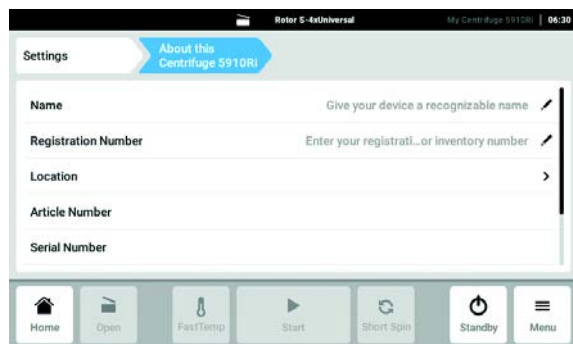 Rotor S-4xUniversal My Centrifuge 5910Ri 06:30
Settings
About this
Centrifuge 5910Ri
Name Give your device a recognizable name
Registration Number Enter your registrati...or inventory number
Location
Article Number
Serial Number
Home Open FastTemp Start Short Spin Standby Menu